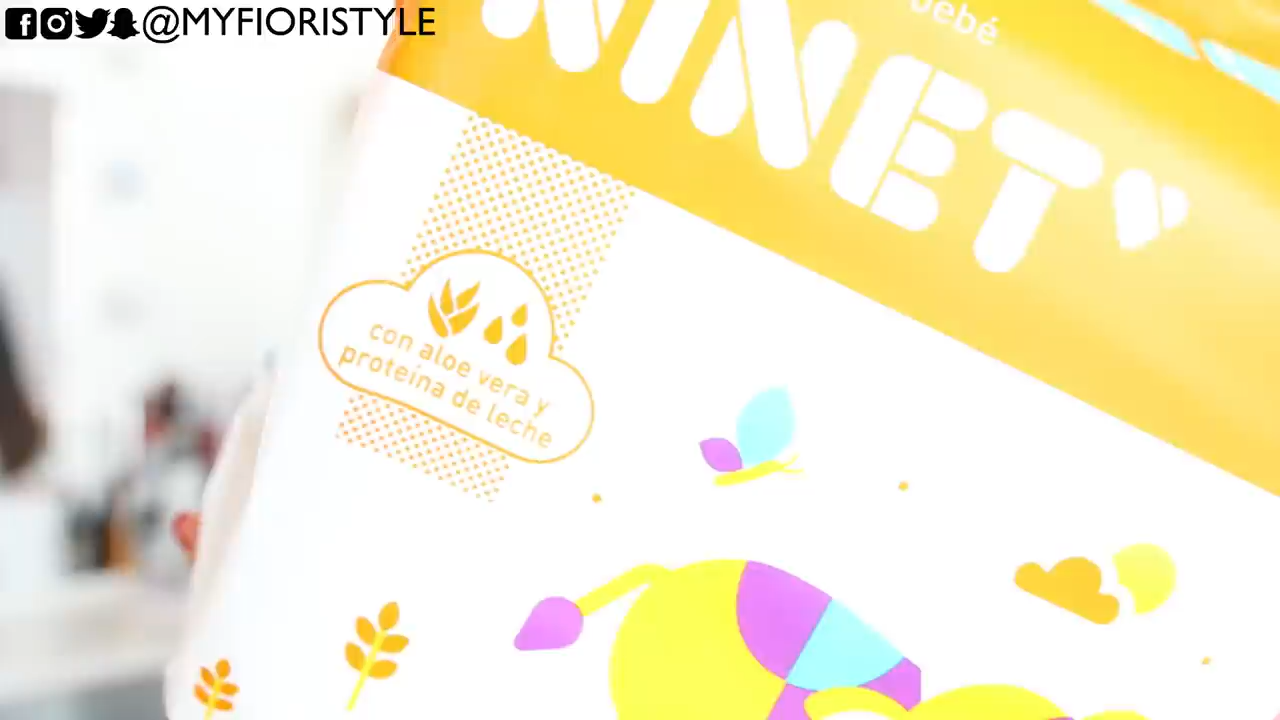 @MYFIORISTYLE
bebé
NINET
con aloe vera y
proteína de leche